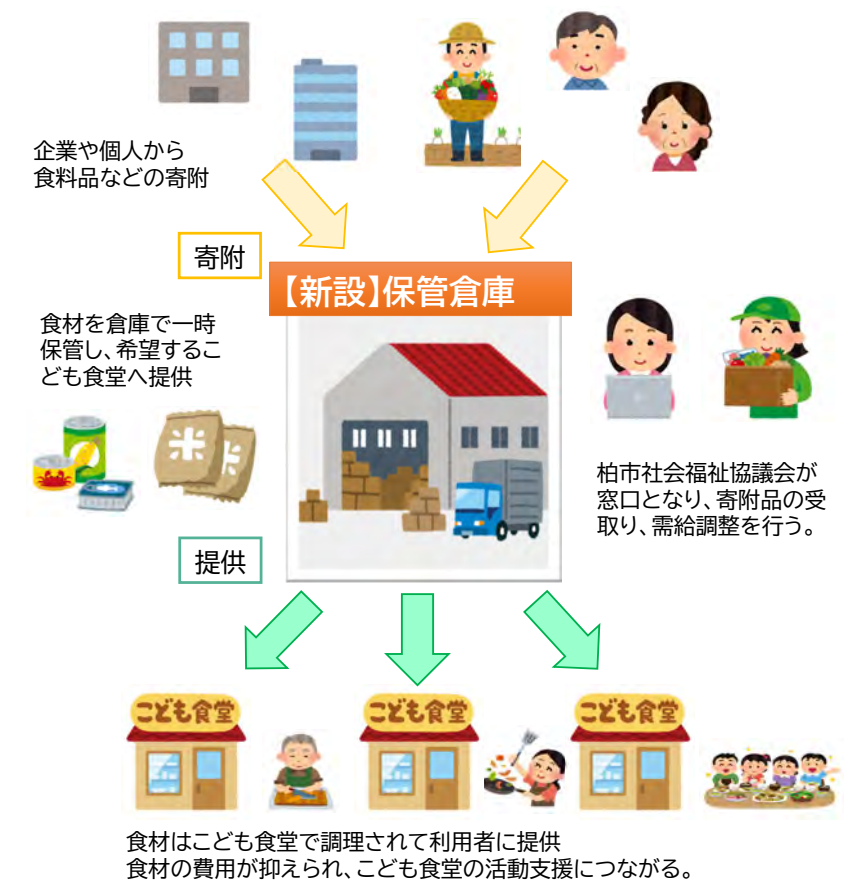 企業や個人から
食料品などの寄附
寄附
【新設】保管倉庫
食材を倉庫で一時
保管し、希望するこ
ども食堂へ提供
米
米
柏市社会福祉協議会が
窓口となり、寄附品の受
取り、需給調整を行う。
提供
こども食堂
こども食堂
こども食堂
食材はこども食堂で調理されて利用者に提供
食材の費用が抑えられ、こども食堂の活動支援につながる。